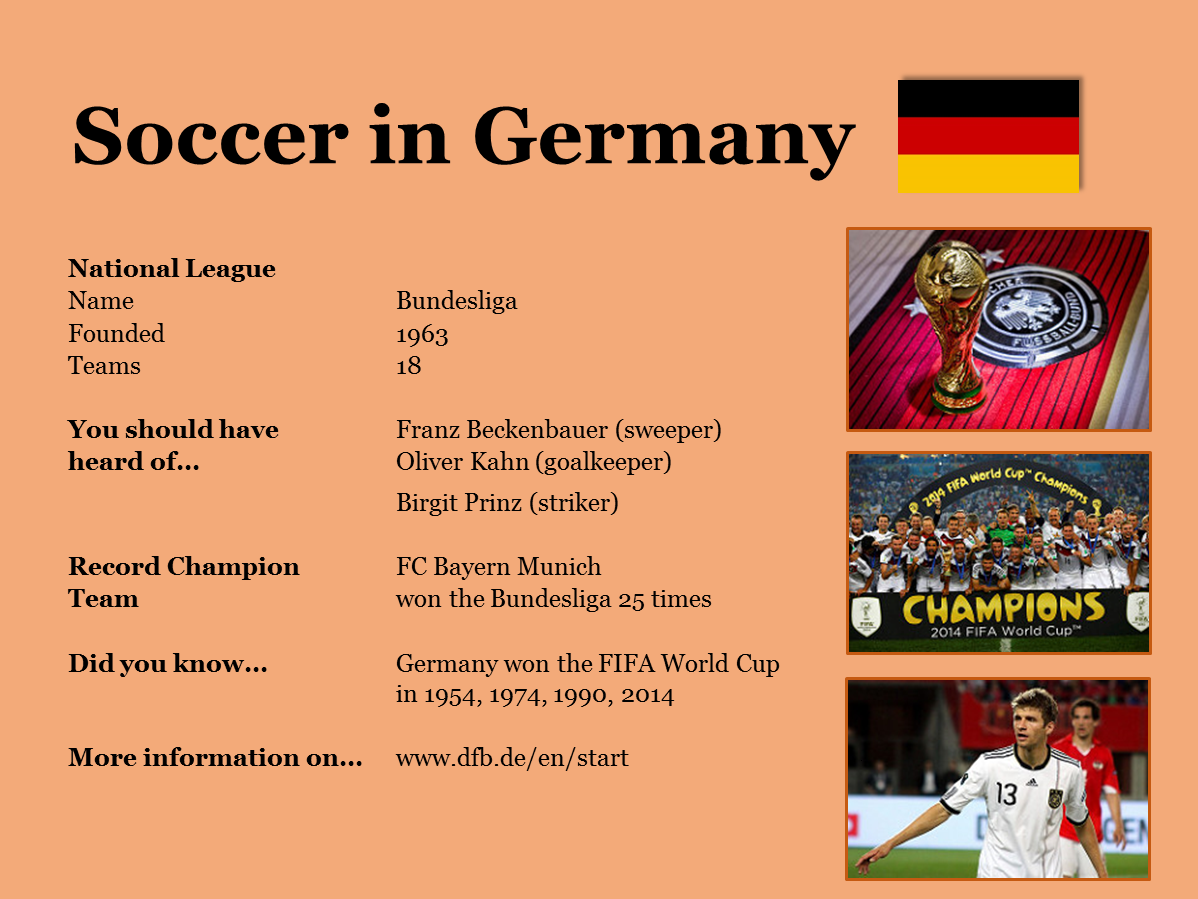 Soccer in Germany
National League
Name Bundesliga
Founded 1963
Teams 18
You should have Franz Beckenbauer (sweeper)
heard of... Oliver Kahn (goalkeeper)
Birgit Prinz (striker)
Record Champion FC Bayern Munich
Team won the Bundesliga 25 times
Did you know... Germany won the FIFA World Cup
in 1954, 1974, 1990, 2014
More information on... www.dfb.de/en/start
FUSSBALL-BUND
2014 FIFA World Cup™ Champions
CHAMPIONS
2014 FIFA World Cup™
13